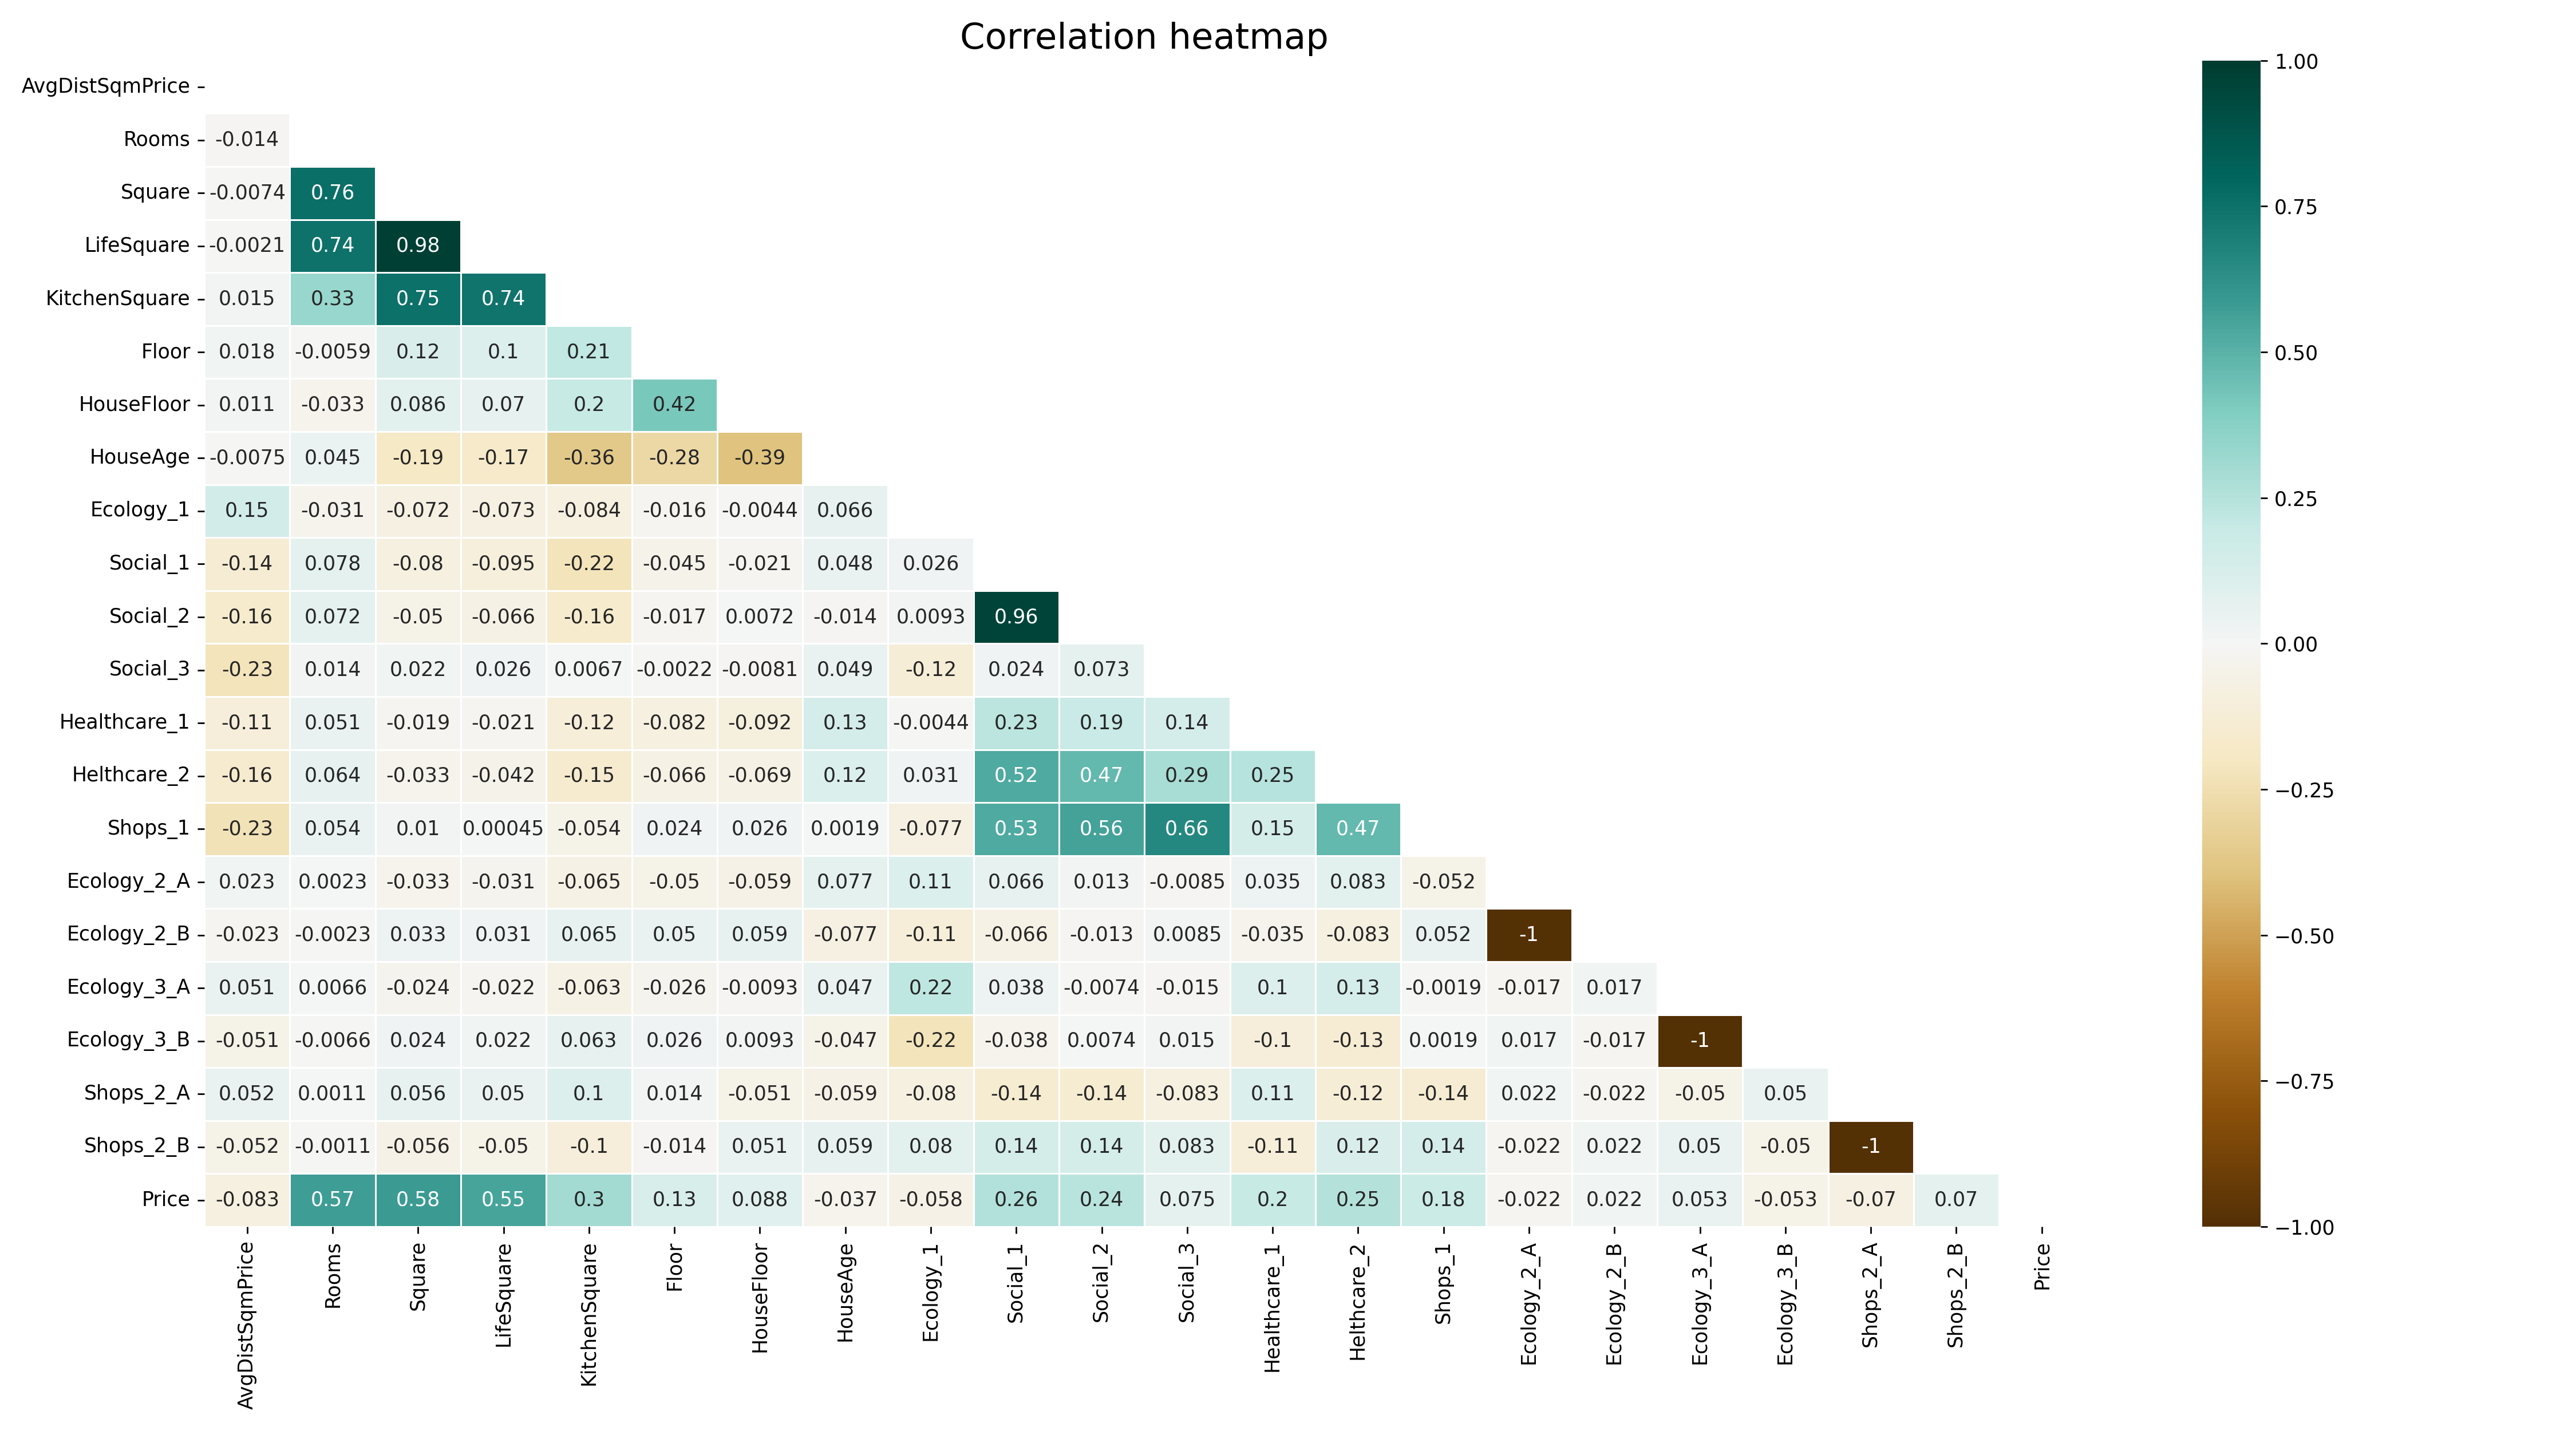 Correlation heatmap
AvgDistSqmPrice
Rooms -0.014
Square -0.0074 0.76
LifeSquare -0.0021 0.74 0.98
KitchenSquare 0.015 0.33 0.75 0.74
Floor 0.018 -0.0059 0.12 0.1 0.21
HouseFloor 0.011 -0.033 0.086 0.07 0.2 0.42
HouseAge -0.0075 0.045 -0.19 -0.17 -0.36 -0.28 -0.39
Ecology_1 0.15 -0.031 -0.072 -0.073 -0.084 -0.016 -0.0044 0.066
Social_1 -0.14 0.078 -0.08 -0.095 -0.22 -0.045 -0.021 0.048 0.026
Social_2 -0.16 0.072 -0.05 -0.066 -0.16 -0.017 0.0072 -0.014 0.0093 0.96
Social_3 -0.23 0.014 0.022 0.026 0.0067 -0.0022 -0.0081 0.049 -0.12 0.024 0.073
Healthcare_1 -0.11 0.051 -0.019 -0.021 -0.12 -0.082 -0.092 0.13 -0.0044 0.23 0.19 0.14
Helthcare_2 -0.16 0.064 -0.033 -0.042 -0.15 -0.066 -0.069 0.12 0.031 0.52 0.47 0.29 0.25
Shops_1 -0.23 0.054 0.01 0.00045 -0.054 0.024 0.026 0.0019 -0.077 0.53 0.56 0.66 0.15 0.47
Ecology_2_A 0.023 0.0023 -0.033 -0.031 -0.065 -0.05 -0.059 0.077 0.11 0.066 0.013 -0.0085 0.035 0.083 -0.052
Ecology_2_B -0.023 -0.0023 0.033 0.031 0.065 0.05 0.059 -0.077 -0.11 -0.066 -0.013 0.0085 -0.035 -0.083 0.052 -1
Ecology_3_A 0.051 0.0066 -0.024 -0.022 -0.063 -0.026 -0.0093 0.047 0.22 0.038 -0.0074 -0.015 0.1 0.13 -0.0019 -0.017 0.017
Ecology_3_B -0.051 -0.0066 0.024 0.022 0.063 0.026 0.0093 -0.047 -0.22 -0.038 0.0074 0.015 -0.1 -0.13 0.0019 0.017 -0.017 -1
Shops_2_A 0.052 0.0011 0.056 0.05 0.1 0.014 -0.051 -0.059 -0.08 -0.14 -0.14 -0.083 0.11 -0.12 -0.14 0.022 -0.022 -0.05 0.05
Shops_2_B -0.052 -0.0011 -0.056 -0.05 -0.1 -0.014 0.051 0.059 0.08 0.14 0.14 0.083 -0.11 0.12 0.14 -0.022 0.022 0.05 -0.05 -1
Price -0.083 0.57 0.58 0.55 0.3 0.13 0.088 -0.037 -0.058 0.26 0.24 0.075 0.2 0.25 0.18 -0.022 0.022 0.053 -0.053 -0.07 0.07
AvgDistSqmPrice
Rooms
Square
LifeSquare
KitchenSquare
Floor
HouseFloor
HouseAge
Ecology_1
Social_1
Social_2
Social_3
Healthcare_1
Helthcare_2
Shops_1
Ecology_2_A
Ecology_2_B
Ecology_3_A
Ecology_3_B
Shops_2_A
Shops_2_B
Price
1.00
0.75
0.50
0.25
0.00
−0.25
−0.50
−0.75
−1.00